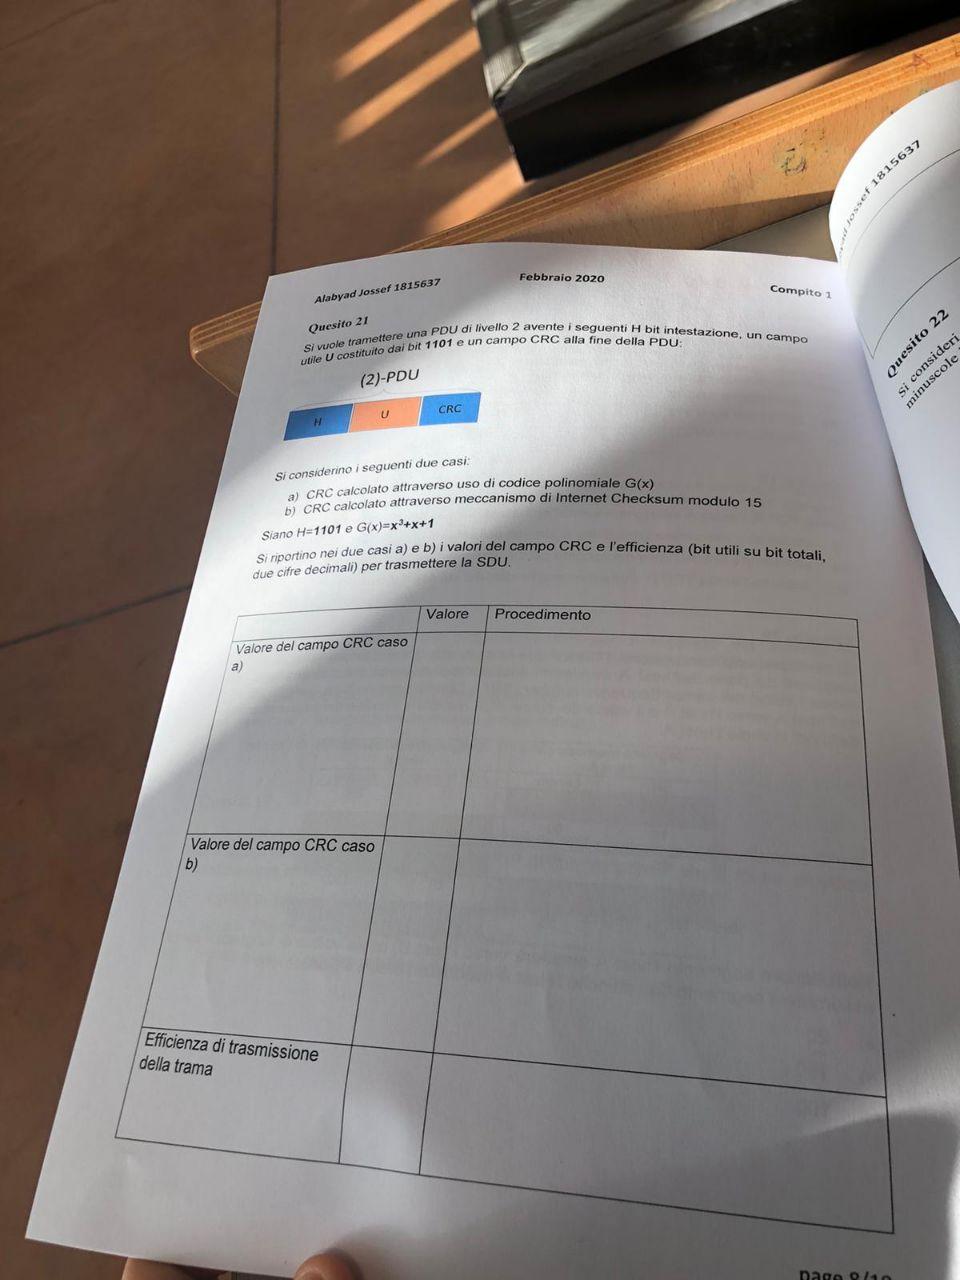 Alabyad Jossef 1815637 Febbraio 2020 Compito 1
Quesito 21
Si vuole tramettere una PDU di livello 2 avente i seguenti H bit intestazione, un campo
utile U costituito dai bit 1101 e un campo CRC alla fine della PDU:
(2)-PDU
H U CRC
Si considerino i seguenti due casi:
a) CRC calcolato attraverso uso di codice polinomiale G(x)
b) CRC calcolato attraverso meccanismo di Internet Checksum modulo 15
Siano H=1101 e G(x)=x³+x+1
Si riportino nei due casi a) e b) i valori del campo CRC e l'efficienza (bit utili su bit totali,
due cifre decimali) per trasmettere la SDU.
Valore Procedimento
Valore del campo CRC caso
a)
Valore del campo CRC caso
b)
Efficienza di trasmissione
della trama
page 8/10
Jossef 1815637
Quesito 22
Si consideri
minuscole